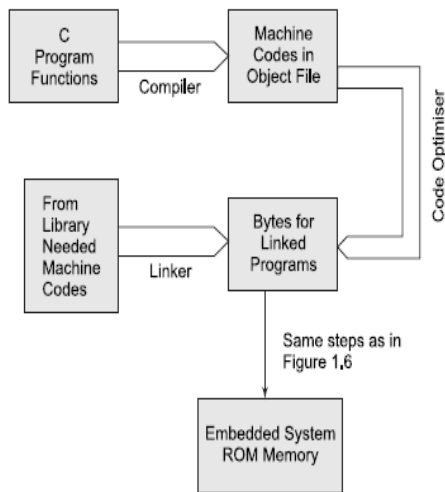 C
Program
Functions
Compiler
Machine
Codes in
Object File
Code Optimiser
From
Library
Needed
Machine
Codes
Linker
Bytes for
Linked
Programs
Same steps as in
Figure 1.6
Embedded System
ROM Memory